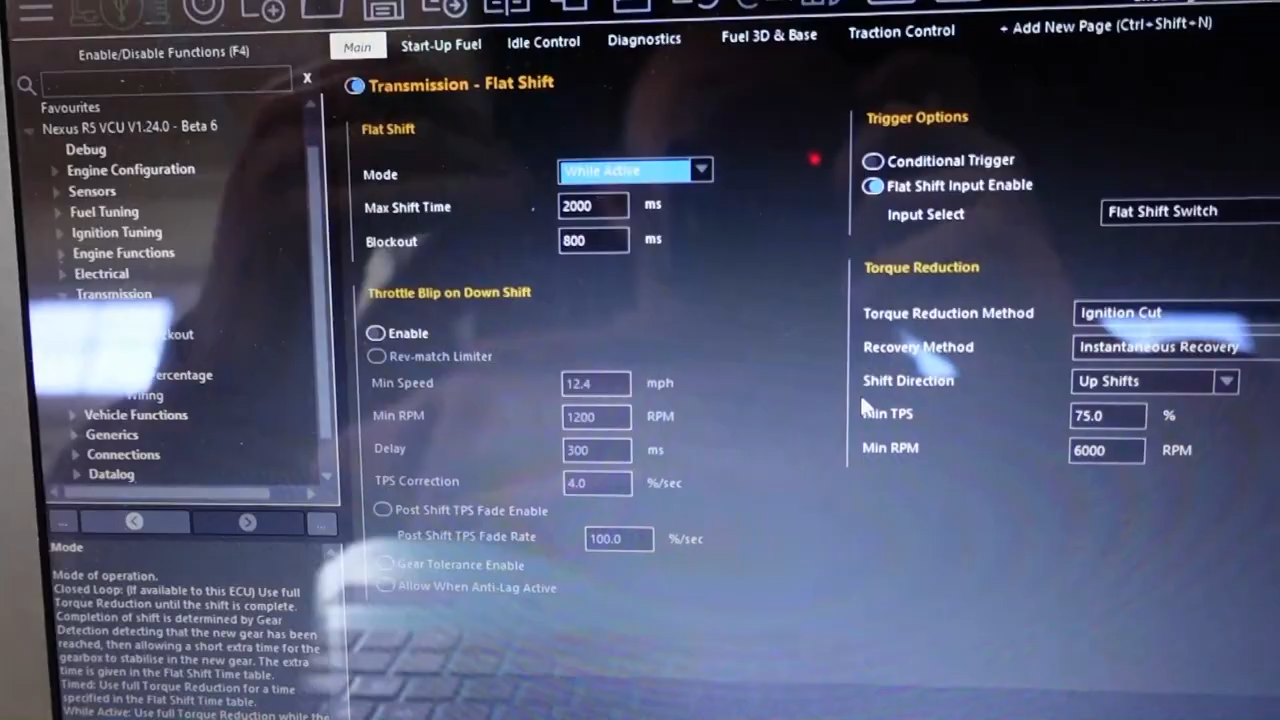 Enable/Disable Functions (F4)
Main
Start-Up Fuel
Idle Control
Diagnostics
Fuel 3D & Base
Traction Control
+ Add New Page (Ctrl+Shift+N)
x
Favourites
Nexus R5 VCU V1.24.0 - Beta 6
Debug
Engine Configuration
Sensors
Fuel Tuning
Ignition Tuning
Engine Functions
Electrical
Transmission
Vehicle Functions
Generics
Connections
Datalog
Mode
Mode of operation.
Closed Loop: (If available to this ECU) Use full
Torque Reduction until the shift is complete.
Completion of shift is determined by Gear
Detection detecting that the new gear has been
reached, then allowing a short extra time for the
gearbox to stabilise in the new gear. The extra
time is given in the Flat Shift Time table.
Timed: Use full Torque Reduction for a time
specified in the Flat Shift Time table.
While Active: Use full Torque Reduction while the
Transmission - Flat Shift
Flat Shift
Mode While Active
Max Shift Time 2000 ms
Blockout 800 ms
Throttle Blip on Down Shift
Enable
Rev-match Limiter
Min Speed 12.4 mph
Min RPM 1200 RPM
Delay 300 ms
TPS Correction 4.0 %/sec
Post Shift TPS Fade Enable
Post Shift TPS Fade Rate 100.0 %/sec
Gear Tolerance Enable
Allow When Anti-Lag Active
Trigger Options
Conditional Trigger
Flat Shift Input Enable
Input Select Flat Shift Switch
Torque Reduction
Torque Reduction Method Ignition Cut
Recovery Method Instantaneous Recovery
Shift Direction Up Shifts
Min TPS 75.0 %
Min RPM 6000 RPM